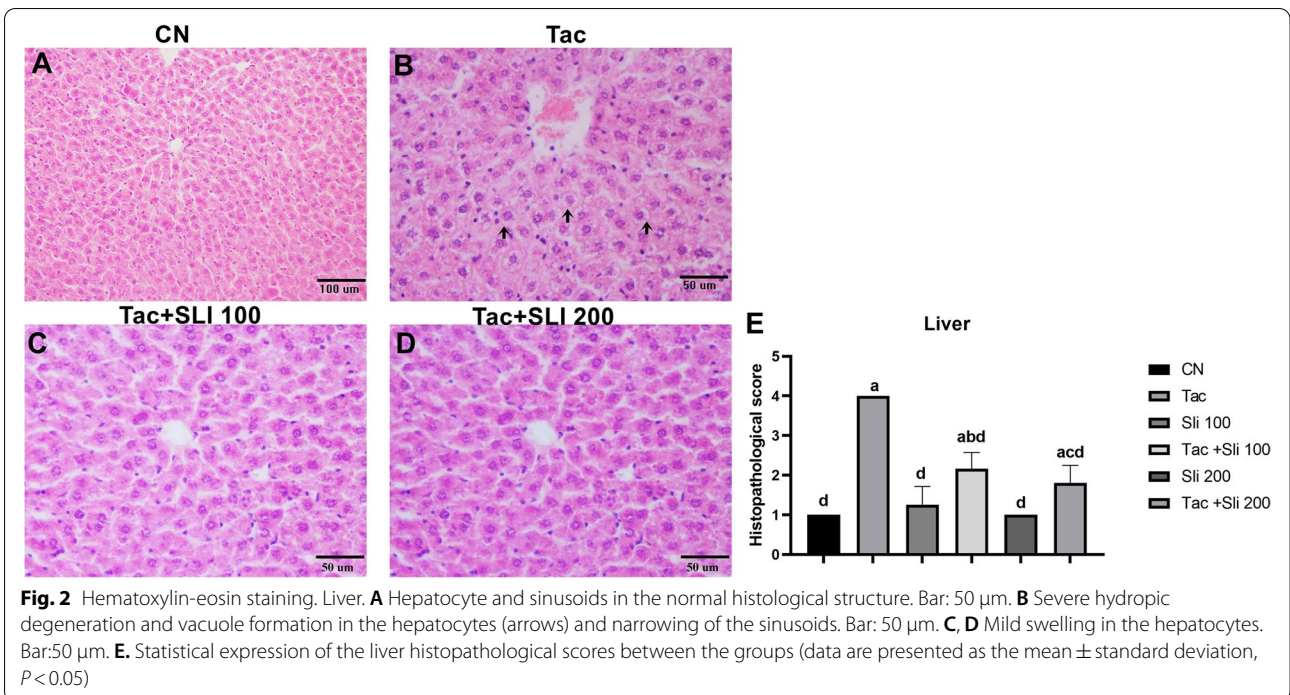 CN
Tac
A
B
100 um
50 um
Tac+SLI 100
Tac+SLI 200
C
D
50 um
50 um
E
Liver
Histopathological score
5
4
3
2
1
0
d
a
d
abd
d
acd
CN
Tac
Sli 100
Tac +Sli 100
Sli 200
Tac +Sli 200
Fig. 2 Hematoxylin-eosin staining. Liver. A Hepatocyte and sinusoids in the normal histological structure. Bar: 50 µm. B Severe hydropic
degeneration and vacuole formation in the hepatocytes (arrows) and narrowing of the sinusoids. Bar: 50 µm. C, D Mild swelling in the hepatocytes.
Bar:50 µm. E. Statistical expression of the liver histopathological scores between the groups (data are presented as the mean ± standard deviation,
P < 0.05)